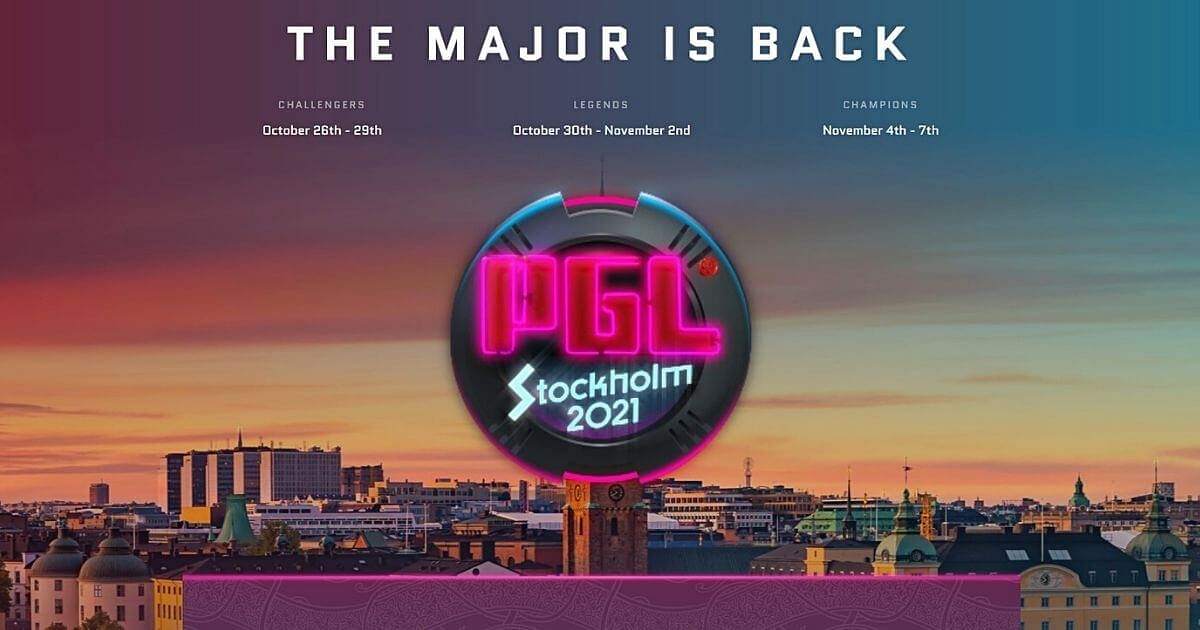 THE MAJOR IS BACK
CHALLENGERS
October 26th - 29th
LEGENDS
October 30th - November 2nd
CHAMPIONS
November 4th - 7th
PGL
Stockholm
2021